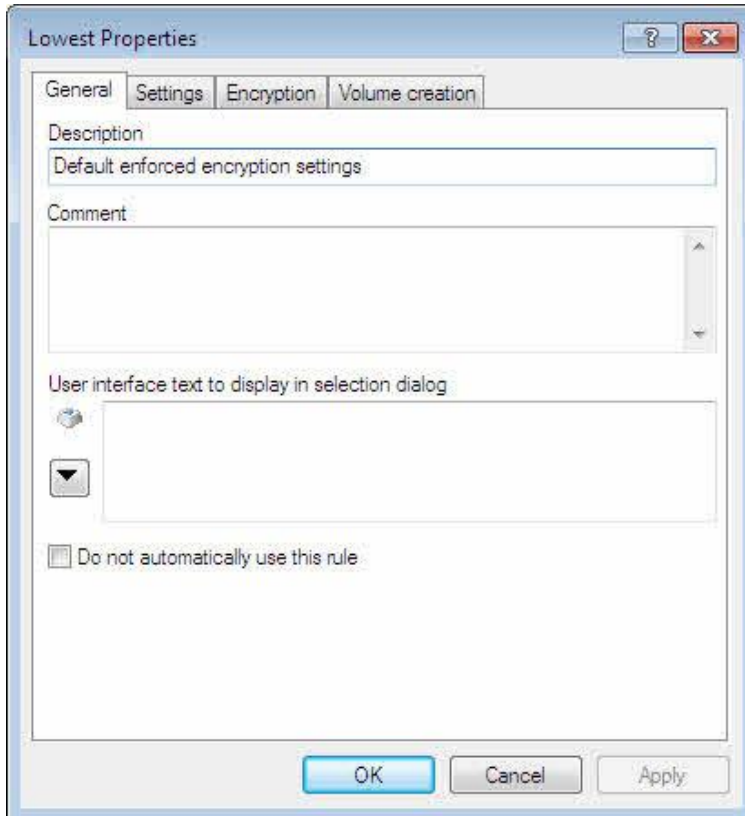 Lowest Properties
General Settings Encryption Volume creation
Description
Default enforced encryption settings
Comment
User interface text to display in selection dialog
Do not automatically use this rule
OK Cancel Apply